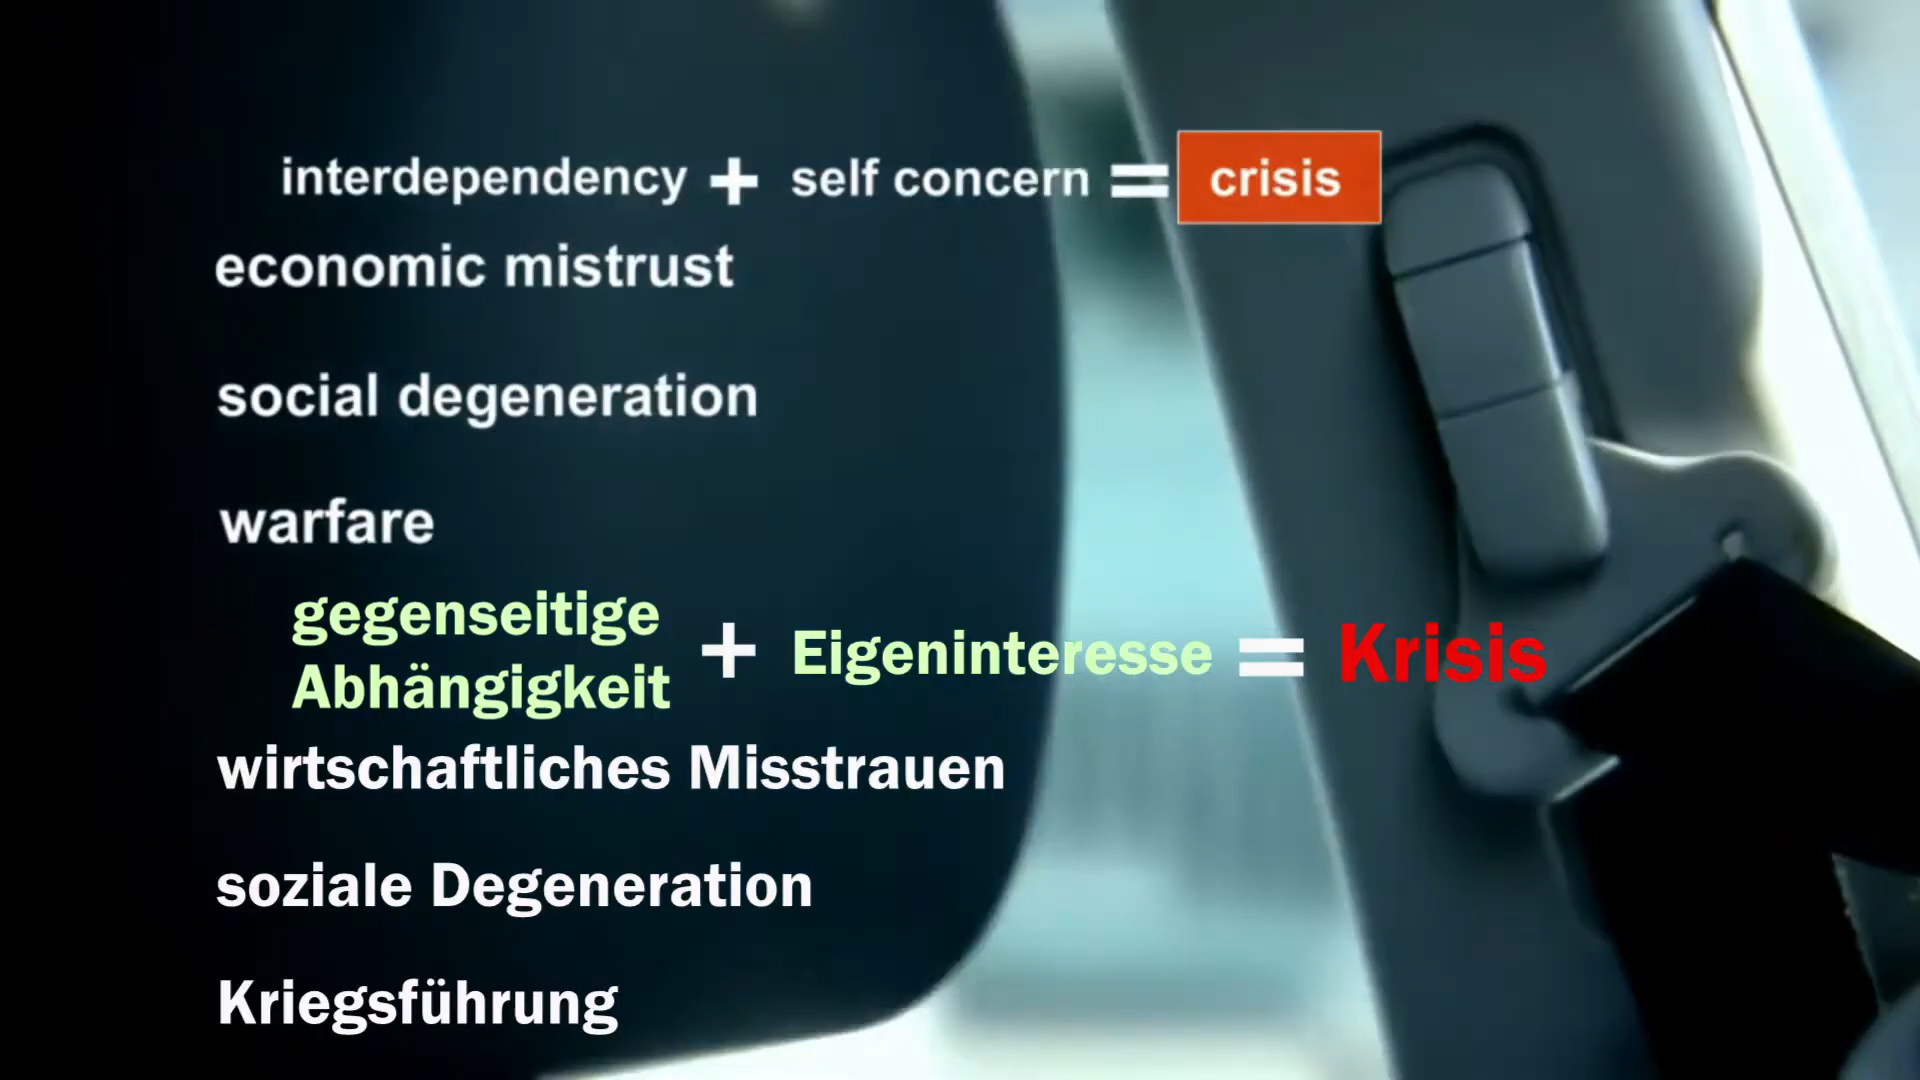 interdependency + self concern = crisis
economic mistrust
social degeneration
warfare
gegenseitige
Abhängigkeit + Eigeninteresse = Krisis
wirtschaftliches Misstrauen
soziale Degeneration
Kriegsführung